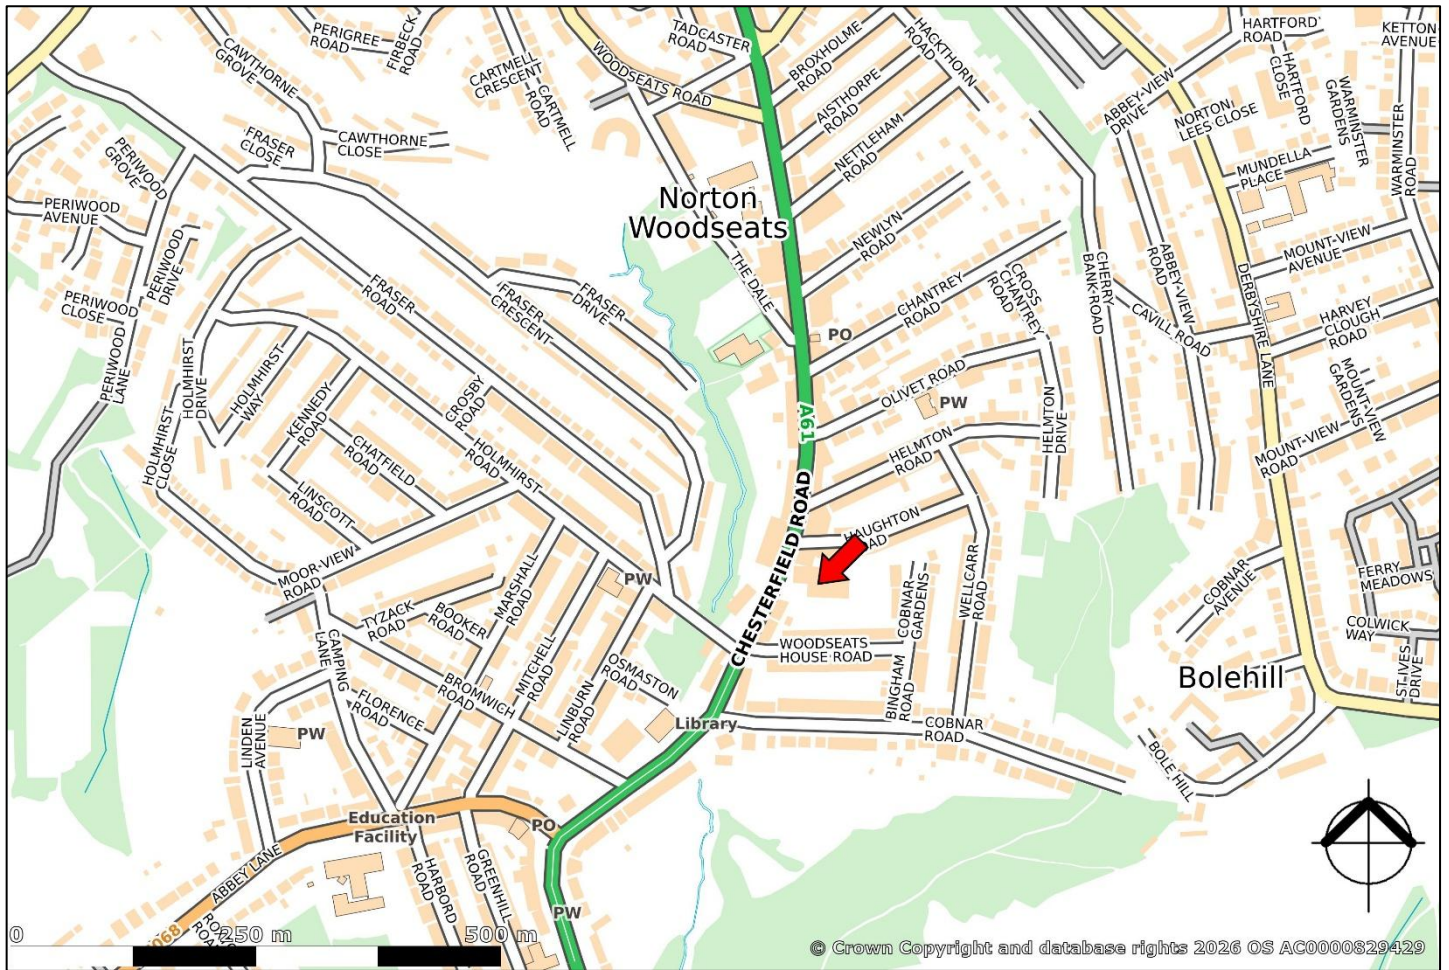 PERIGREE
ROAD
FIRBECK
ROAD
CAWTHORNE
GROVE
CARTMELL
CRESCENT
CARTMELL
ROAD
WOODSEATS ROAD
TADCASTER
ROAD
BROXHOLME
ROAD
HACKTHORN
ROAD
AISTHORPE
ROAD
NETTLEHAM
ROAD
HARTFORD
ROAD
HARTFORD
CLOSE
KETTON
AVENUE
WARMINSTER
GARDENS
WARMINSTER
ROAD
ABBEY-VIEW
DRIVE
NORTON
LEES CLOSE
MUNDELLA
PLACE
FRASER
CLOSE
CAWTHORNE
CLOSE
PERIWOOD
GROVE
PERIWOOD
AVENUE
PERIWOOD
DRIVE
PERIWOOD
CLOSE
PERIWOOD
LANE
Norton
Woodseats
THE DALE
NEWLYN
ROAD
CHANTREY
ROAD
CROSS
CHANTREY
ROAD
CHERRY
BANK-ROAD
ABBEY-VIEW
ROAD
CAVILL ROAD
DERBYSHIRE LANE
MOUNT-VIEW
AVENUE
HARVEY
CLOUGH
ROAD
MOUNT-VIEW
GARDENS
MOUNT-VIEW
ROAD
FRASER
ROAD
FRASER
CRESCENT
FRASER
DRIVE
PO
HOLMHIRST
DRIVE
HOLMHIRST
WAY
HOLMHIRST
CLOSE
KENNEDY
ROAD
CROSBY
ROAD
CHATFIELD
ROAD
HOLMHIRST
ROAD
LINSCOTT
ROAD
MOOR-VIEW
ROAD
A61
OLIVET ROAD
PW
HELMTON
ROAD
HELMTON
DRIVE
CHESTERFIELD ROAD
HAUGHTON
ROAD
WELLCARR
ROAD
COBNAR
GARDENS
COBNAR
AVENUE
FERRY
MEADOWS
COLWICK
WAY
ST-IVES
DRIVE
Bolehill
TYZACK
ROAD
BOOKER
ROAD
MARSHALL
ROAD
PW
MITCHELL
ROAD
CAMPING
LANE
FLORENCE
ROAD
BROMWICH
ROAD
LINBURN
ROAD
OSMASTON
ROAD
WOODSEATS
HOUSE ROAD
BINGHAM
ROAD
COBNAR
ROAD
BOLE HILL
Library
LINDEN
AVENUE
PW
Education
Facility
PO
ABBEY LANE
HARBORD
ROAD
GREENHILL
ROAD
PW
0 250 m 500 m
© Crown Copyright and database rights 2026 OS AC0000829429